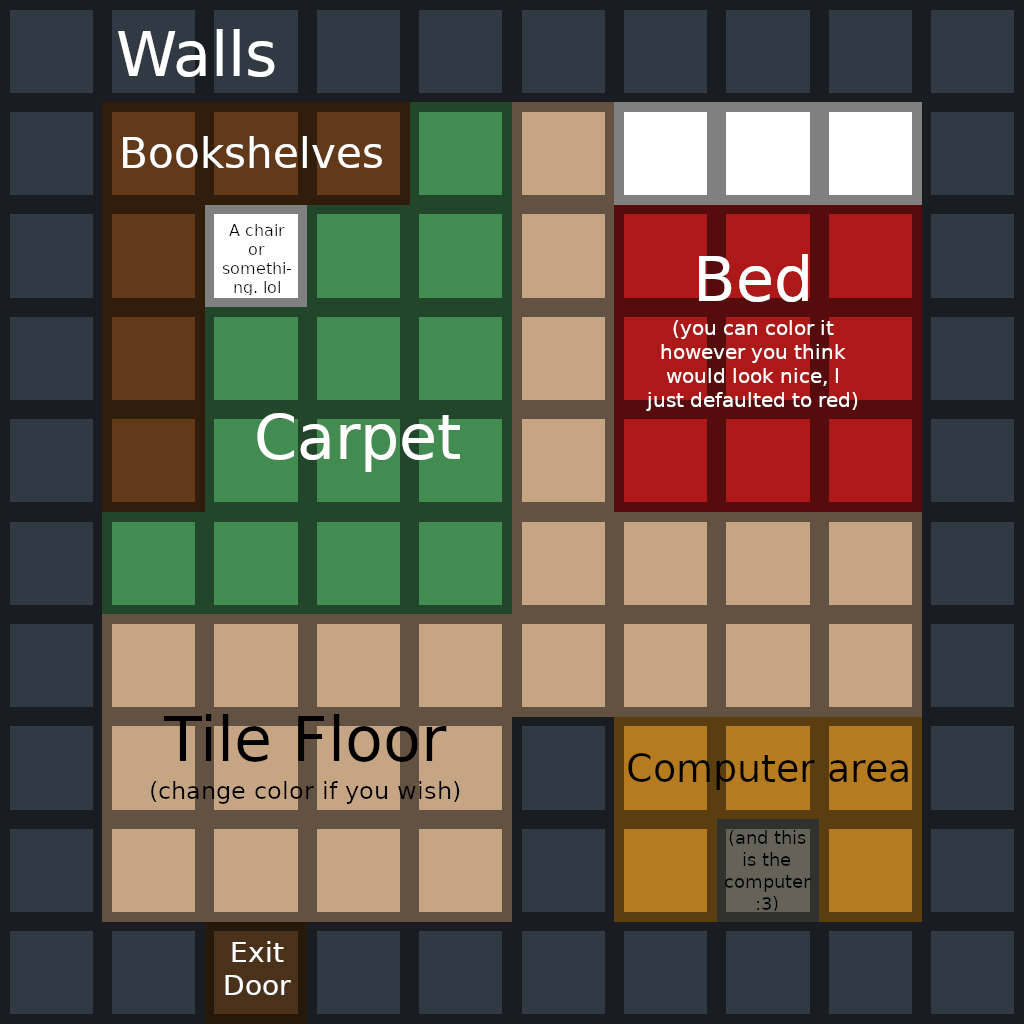 Walls
Bookshelves
A chair
or
somethi-
ng. lol
Bed
(you can color it
however you think
would look nice, I
just defaulted to red)
Carpet
Tile Floor
(change color if you wish)
Computer area
(and this
is the
computer
:3)
Exit
Door